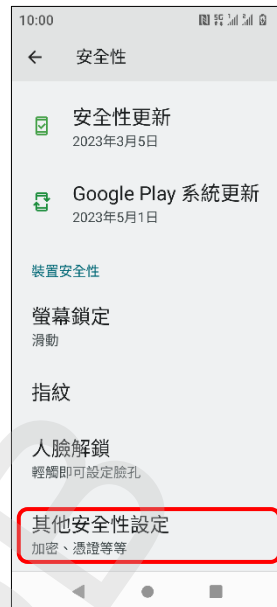 10:00
安全性
安全性更新
2023年3月5日
Google Play 系統更新
2023年5月1日
裝置安全性
螢幕鎖定
滑動
指紋
人臉解鎖
輕觸即可設定臉孔
其他安全性設定
加密、憑證等等